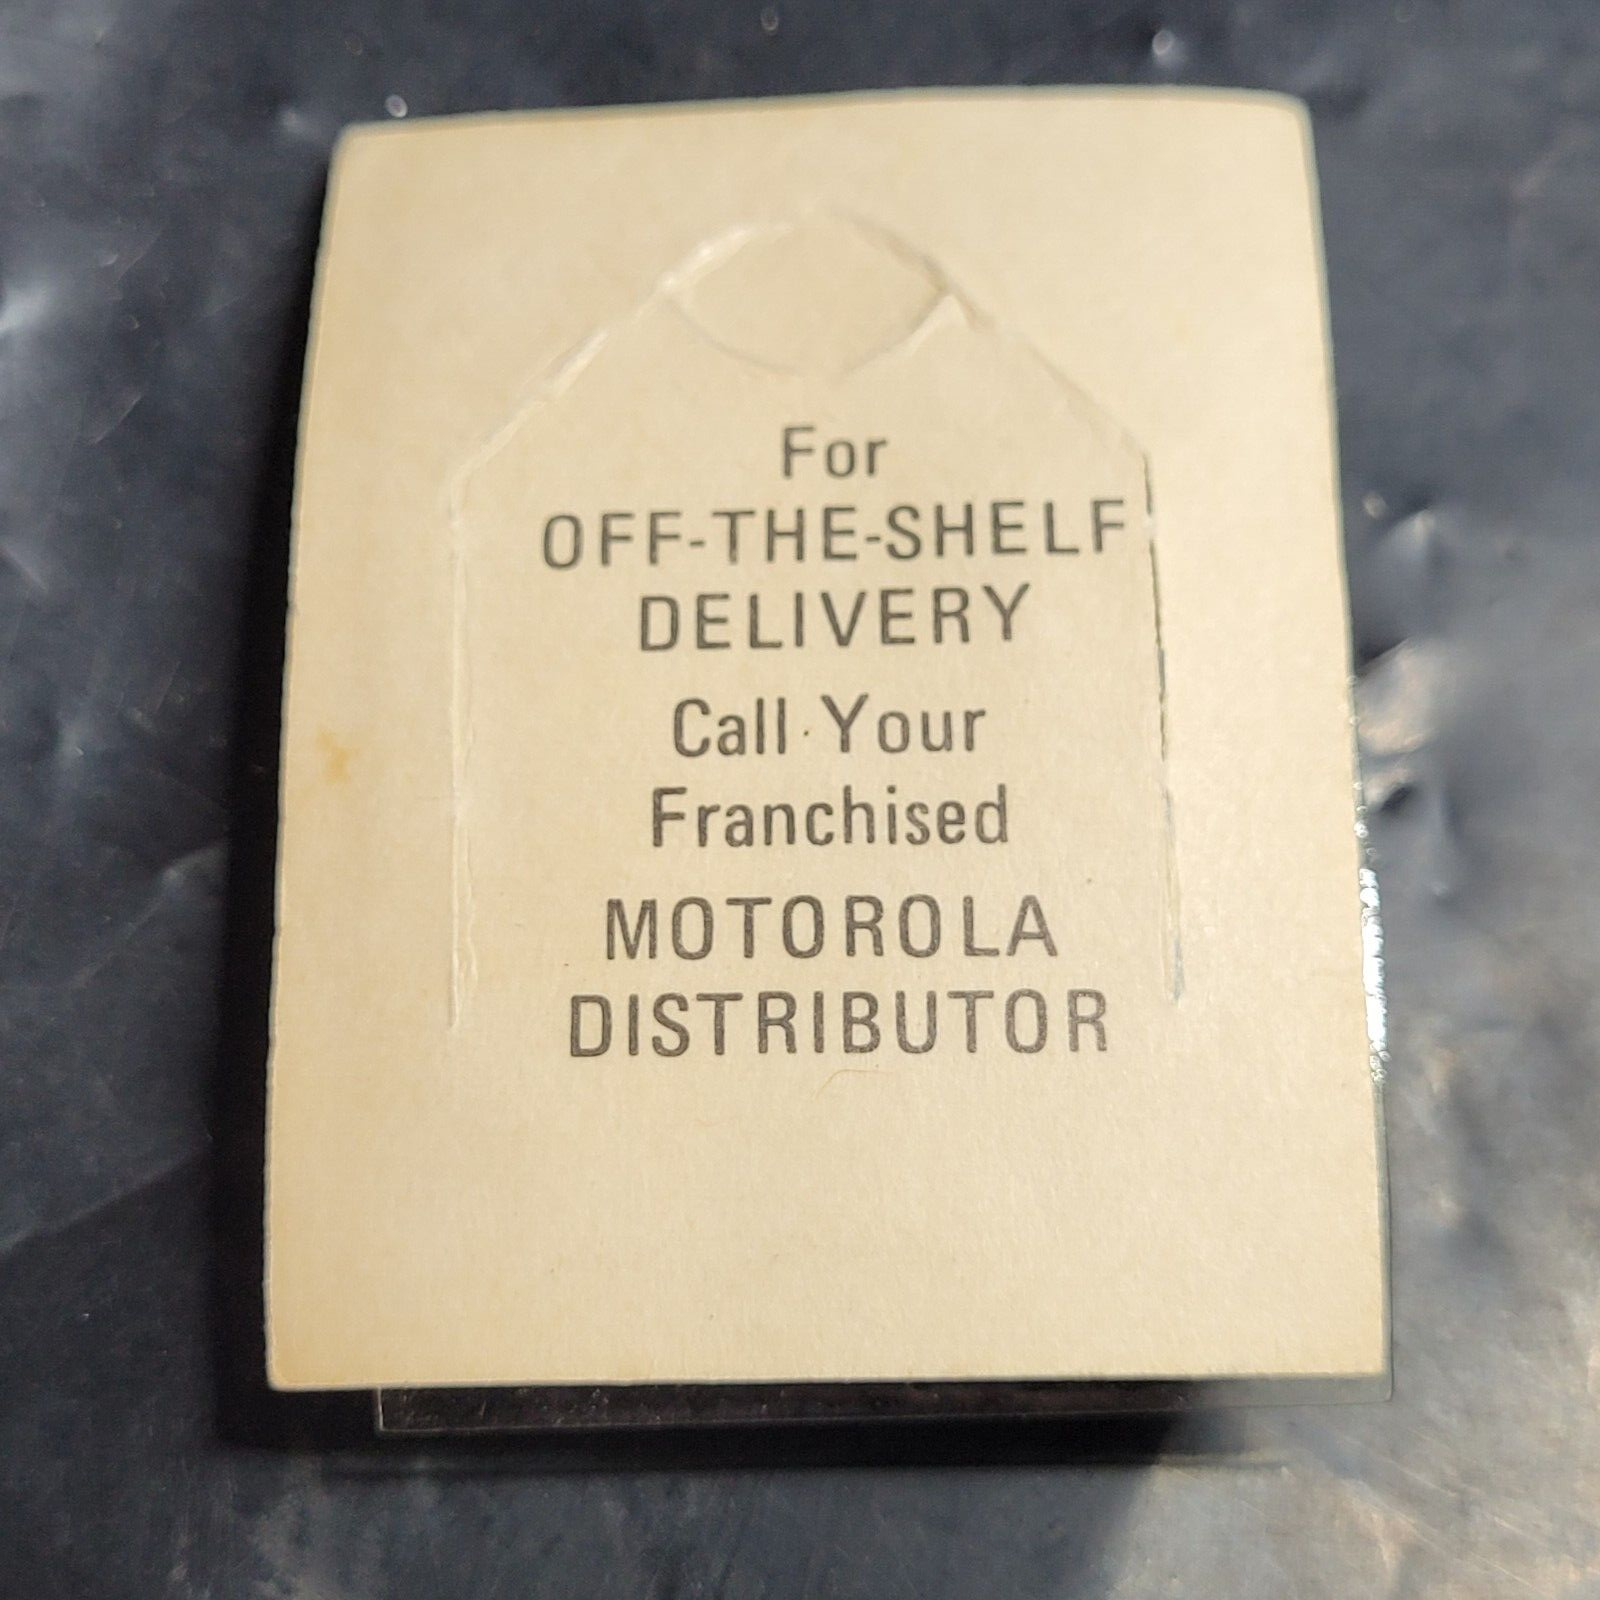 For
OFF-THE-SHELF
DELIVERY
Call Your
Franchised
MOTOROLA
DISTRIBUTOR